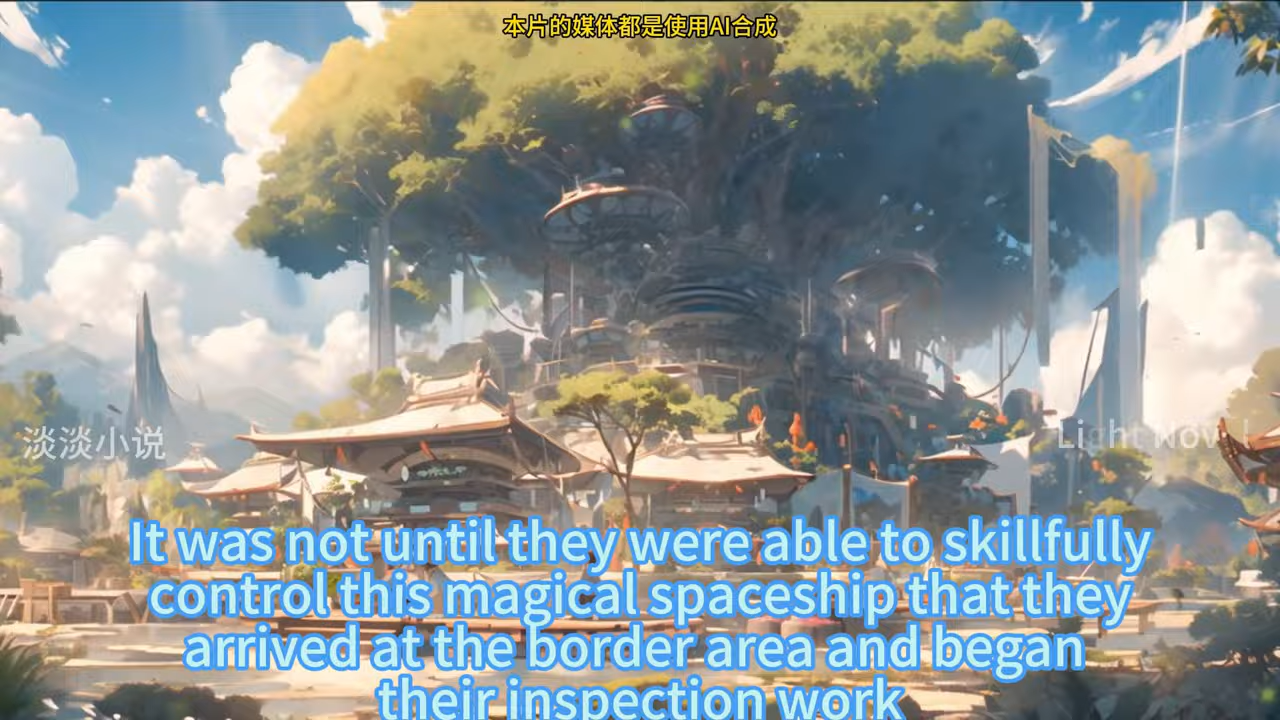 本片的媒体都是使用AI合成
淡淡小说
Light Nov
It was not until they were able to skillfully
control this magical spaceship that they
arrived at the border area and began
their inspection work